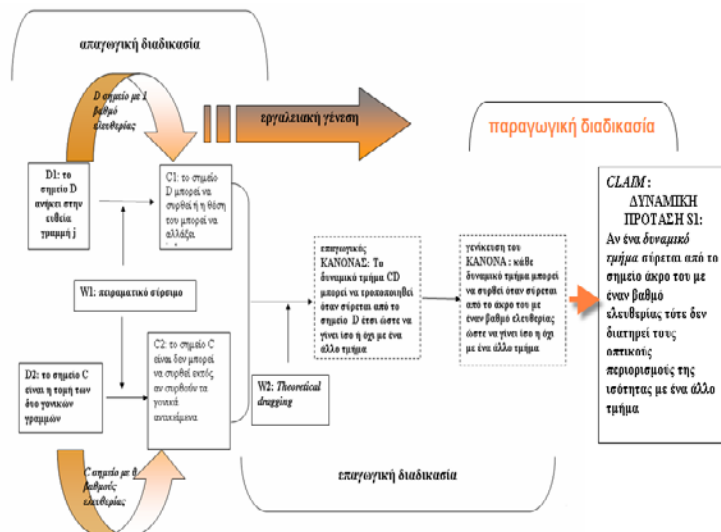 απαγωγική διαδικασία
D σημείο με 1
βαθμό
ελευθερίας
εργαλειακή γένεση
παραγωγική διαδικασία
D1: το
σημείο D
ανήκει στην
ευθεία
γραμμή j
C1: το σημείο
D μπορεί να
συρθεί ή η θέση
του μπορεί να
αλλάξει
W1: πειραματικό σύρσιμο
D2: το σημείο C
είναι η τομή των
δυο γονικών
γραμμών
C2: το σημείο C
είναι δεν μπορεί
να συρθεί εκτός
αν συρθούν τα
γονικά
αντικείμενα
C σημείο με 0
βαθμούς
ελευθερίας
W2: Theoretical
dragging
επαγωγικός
ΚΑΝΟΝΑΣ: Το
δυναμικό τμήμα CD
μπορεί να τροποποιηθεί
όταν σύρεται από το
σημείο D έτσι ώστε να
γίνει ίσο ή όχι με ένα
άλλο τμήμα
γενίκευση του
ΚΑΝΟΝΑ : κάθε
δυναμικό τμήμα μπορεί
να συρθεί όταν σύρεται
από το άκρο του με
έναν βαθμό ελευθερίας
ώστε να γίνει ίσο η όχι
με ένα άλλο τμήμα
επαγωγική διαδικασία
CLAIM :
ΔΥΝΑΜΙΚΗ
ΠΡΟΤΑΣΗ S1:
Αν ένα δυναμικό
τμήμα σύρεται από το
σημείο άκρο του με
έναν βαθμό
ελευθερίας τότε δεν
διατηρεί τους
οπτικούς
περιορισμούς της
ισότητας με ένα άλλο
τμήμα